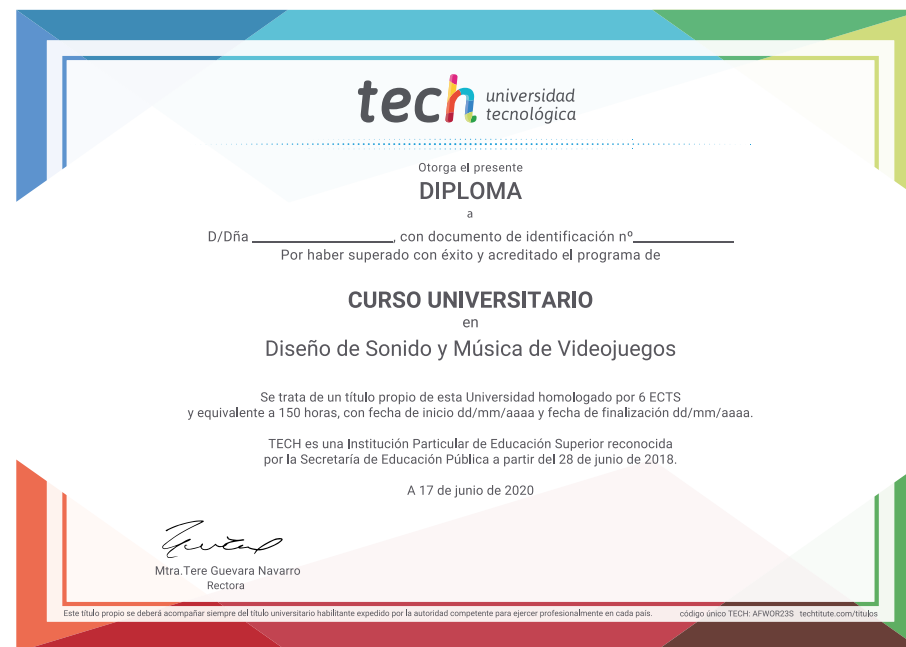 tech universidad
tecnológica
Otorga el presente
DIPLOMA
a
D/Dña ____________________, con documento de identificación nº______________
Por haber superado con éxito y acreditado el programa de
CURSO UNIVERSITARIO
en
Diseño de Sonido y Música de Videojuegos
Se trata de un título propio de esta Universidad homologado por 6 ECTS
y equivalente a 150 horas, con fecha de inicio dd/mm/aaaa y fecha de finalización dd/mm/aaaa.
TECH es una Institución Particular de Educación Superior reconocida
por la Secretaría de Educación Pública a partir del 28 de junio de 2018.
A 17 de junio de 2020
Mtra.Tere Guevara Navarro
Rectora
Este título propio se deberá acompañar siempre del título universitario habilitante expedido por la autoridad competente para ejercer profesionalmente en cada país. código único TECH: AFWOR23S techtitute.com/titulos